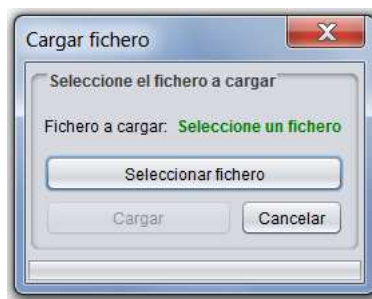 Cargar fichero
Seleccione el fichero a cargar
Fichero a cargar: Seleccione un fichero
Seleccionar fichero
Cargar Cancelar